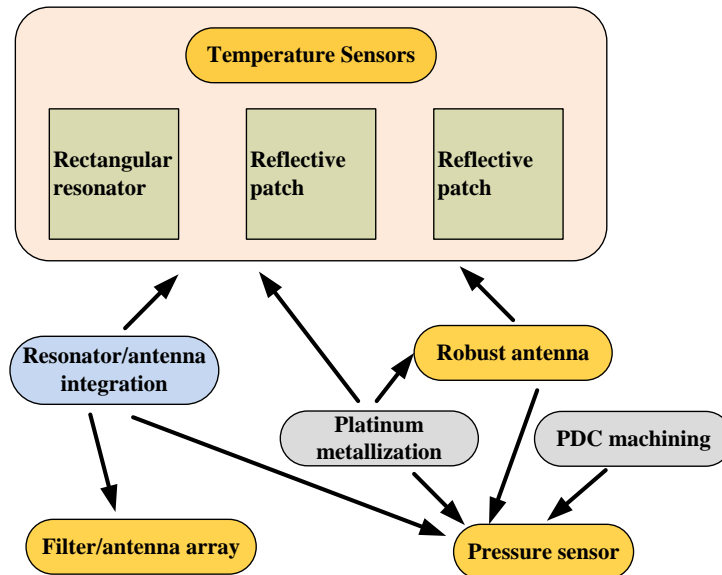 Temperature Sensors
Rectangular
resonator
Reflective
patch
Reflective
patch
Resonator/antenna
integration
Robust antenna
Platinum
metallization
PDC machining
Filter/antenna array
Pressure sensor